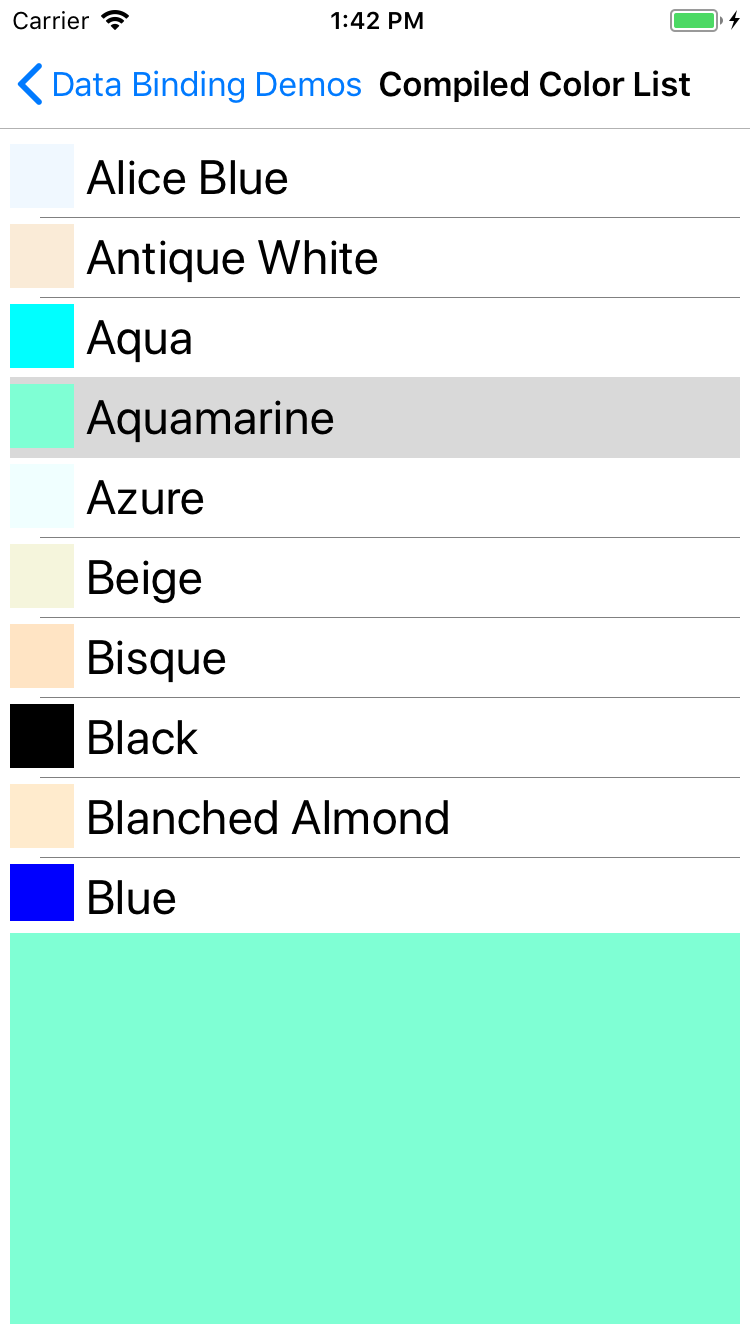 Carrier 1:42 PM
Data Binding Demos Compiled Color List
Alice Blue
Antique White
Aqua
Aquamarine
Azure
Beige
Bisque
Black
Blanched Almond
Blue